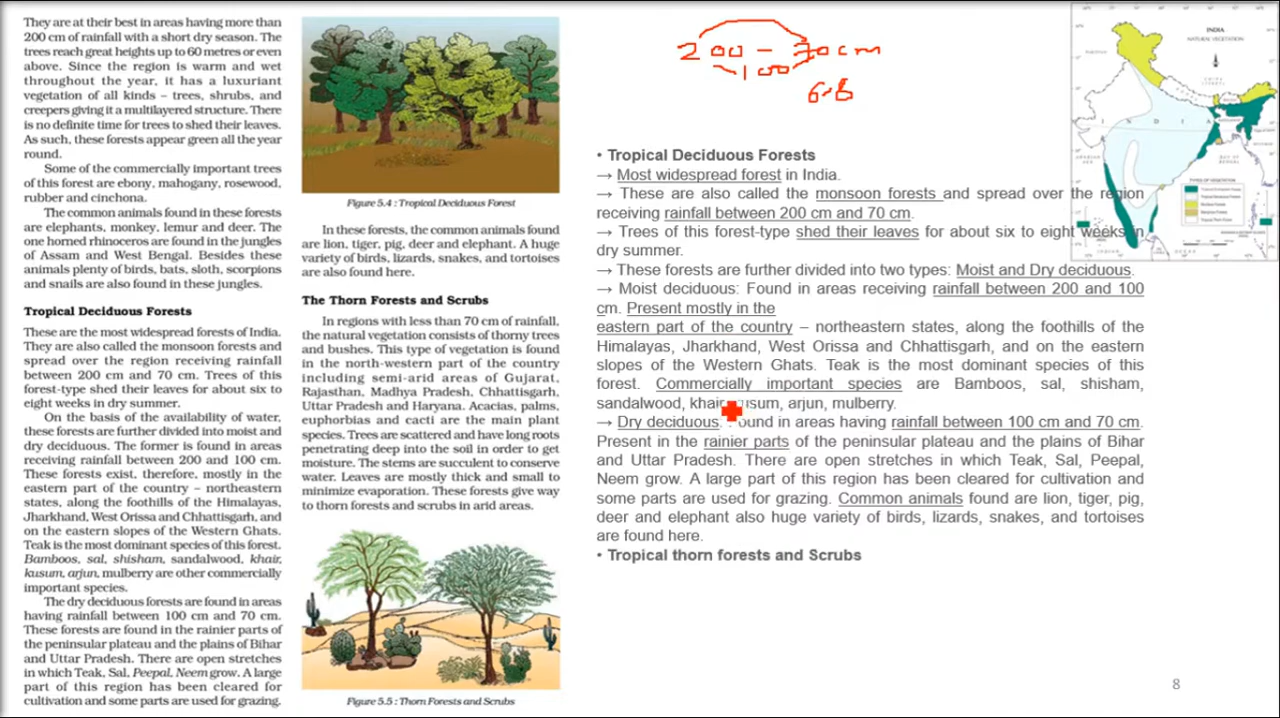 They are at their best in areas having more than
200 cm of rainfall with a short dry season. The
trees reach great heights up to 60 metres or even
above. Since the region is warm and wet
throughout the year, it has a luxuriant
vegetation of all kinds – trees, shrubs, and
creepers giving it a multilayered structure. There
is no definite time for trees to shed their leaves.
As such, these forests appear green all the year
round.
Some of the commercially important trees
of this forest are ebony, mahogany, rosewood,
rubber and cinchona.
The common animals found in these forests
are elephants, monkey, lemur and deer. The
one horned rhinoceros are found in the jungles
of Assam and West Bengal. Besides these
animals plenty of birds, bats, sloth, scorpions
and snails are also found in these jungles.
Tropical Deciduous Forests
These are the most widespread forests of India.
They are also called the monsoon forests and
spread over the region receiving rainfall
between 200 cm and 70 cm. Trees of this
forest-type shed their leaves for about six to
eight weeks in dry summer.
On the basis of the availability of water,
these forests are further divided into moist and
dry deciduous. The former is found in areas
receiving rainfall between 200 and 100 cm.
These forests exist, therefore, mostly in the
eastern part of the country – northeastern
states, along the foothills of the Himalayas,
Jharkhand, West Orissa and Chhattisgarh, and
on the eastern slopes of the Western Ghats.
Teak is the most dominant species of this forest.
Bamboos, sal, shisham, sandalwood, khair,
kusum, arjun, mulberry are other commercially
important species.
The dry deciduous forests are found in areas
having rainfall between 100 cm and 70 cm.
These forests are found in the rainier parts of
the peninsular plateau and the plains of Bihar
and Uttar Pradesh. There are open stretches
in which Teak, Sal, Peepal, Neem grow. A large
part of this region has been cleared for
cultivation and some parts are used for grazing.
Figure 5.4 : Tropical Deciduous Forest
In these forests, the common animals found
are lion, tiger, pig, deer and elephant. A huge
variety of birds, lizards, snakes, and tortoises
are also found here.
The Thorn Forests and Scrubs
In regions with less than 70 cm of rainfall,
the natural vegetation consists of thorny trees
and bushes. This type of vegetation is found
in the north-western part of the country
including semi-arid areas of Gujarat,
Rajasthan, Madhya Pradesh, Chhattisgarh,
Uttar Pradesh and Haryana. Acacias, palms,
euphorbias and cacti are the main plant
species. Trees are scattered and have long roots
penetrating deep into the soil in order to get
moisture. The stems are succulent to conserve
water. Leaves are mostly thick and small to
minimize evaporation. These forests give way
to thorn forests and scrubs in arid areas.
Figure 5.5 : Thorn Forests and Scrubs
200 – 70 cm
100
6-8
INDIA
NATURAL VEGETATION
I N D I A
TYPES OF VEGETATION
• Tropical Deciduous Forests
→ Most widespread forest in India.
→ These are also called the monsoon forests and spread over the region
receiving rainfall between 200 cm and 70 cm.
→ Trees of this forest-type shed their leaves for about six to eight weeks in
dry summer.
→ These forests are further divided into two types: Moist and Dry deciduous.
→ Moist deciduous: Found in areas receiving rainfall between 200 and 100
cm. Present mostly in the
eastern part of the country – northeastern states, along the foothills of the
Himalayas, Jharkhand, West Orissa and Chhattisgarh, and on the eastern
slopes of the Western Ghats. Teak is the most dominant species of this
forest. Commercially important species are Bamboos, sal, shisham,
sandalwood, khair, kusum, arjun, mulberry.
→ Dry deciduous: Found in areas having rainfall between 100 cm and 70 cm.
Present in the rainier parts of the peninsular plateau and the plains of Bihar
and Uttar Pradesh. There are open stretches in which Teak, Sal, Peepal,
Neem grow. A large part of this region has been cleared for cultivation and
some parts are used for grazing. Common animals found are lion, tiger, pig,
deer and elephant also huge variety of birds, lizards, snakes, and tortoises
are found here.
• Tropical thorn forests and Scrubs
8